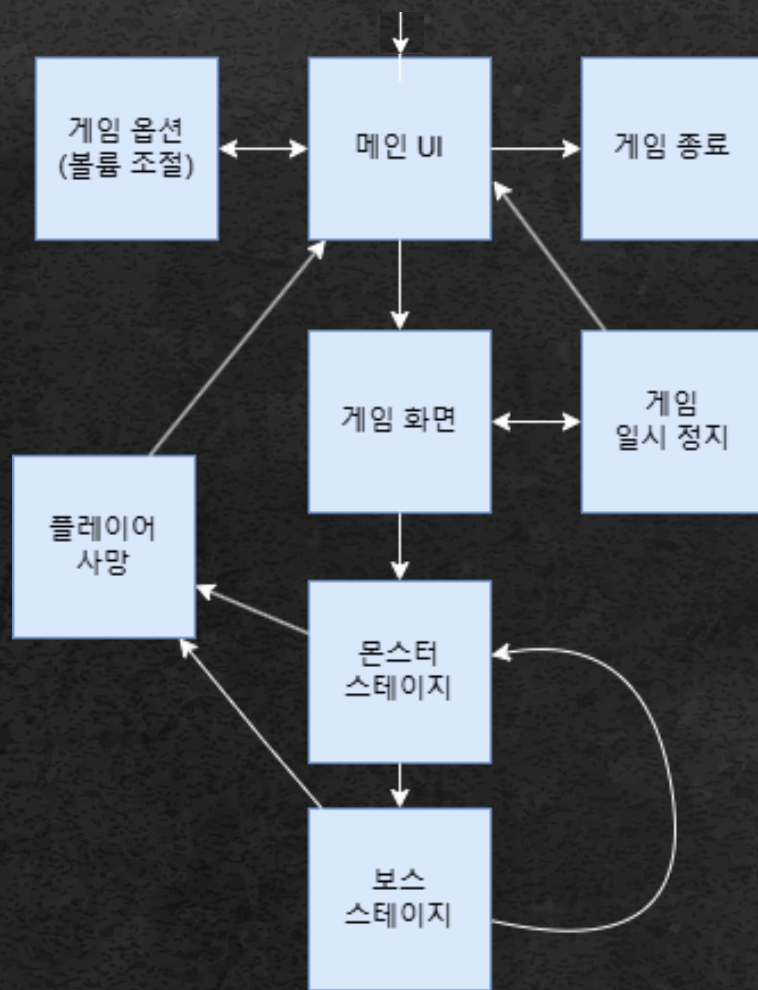 게임 옵션
(볼륨 조절)
메인 UI
게임 종료
게임 화면
게임
일시 정지
플레이어
사망
몬스터
스테이지
보스
스테이지